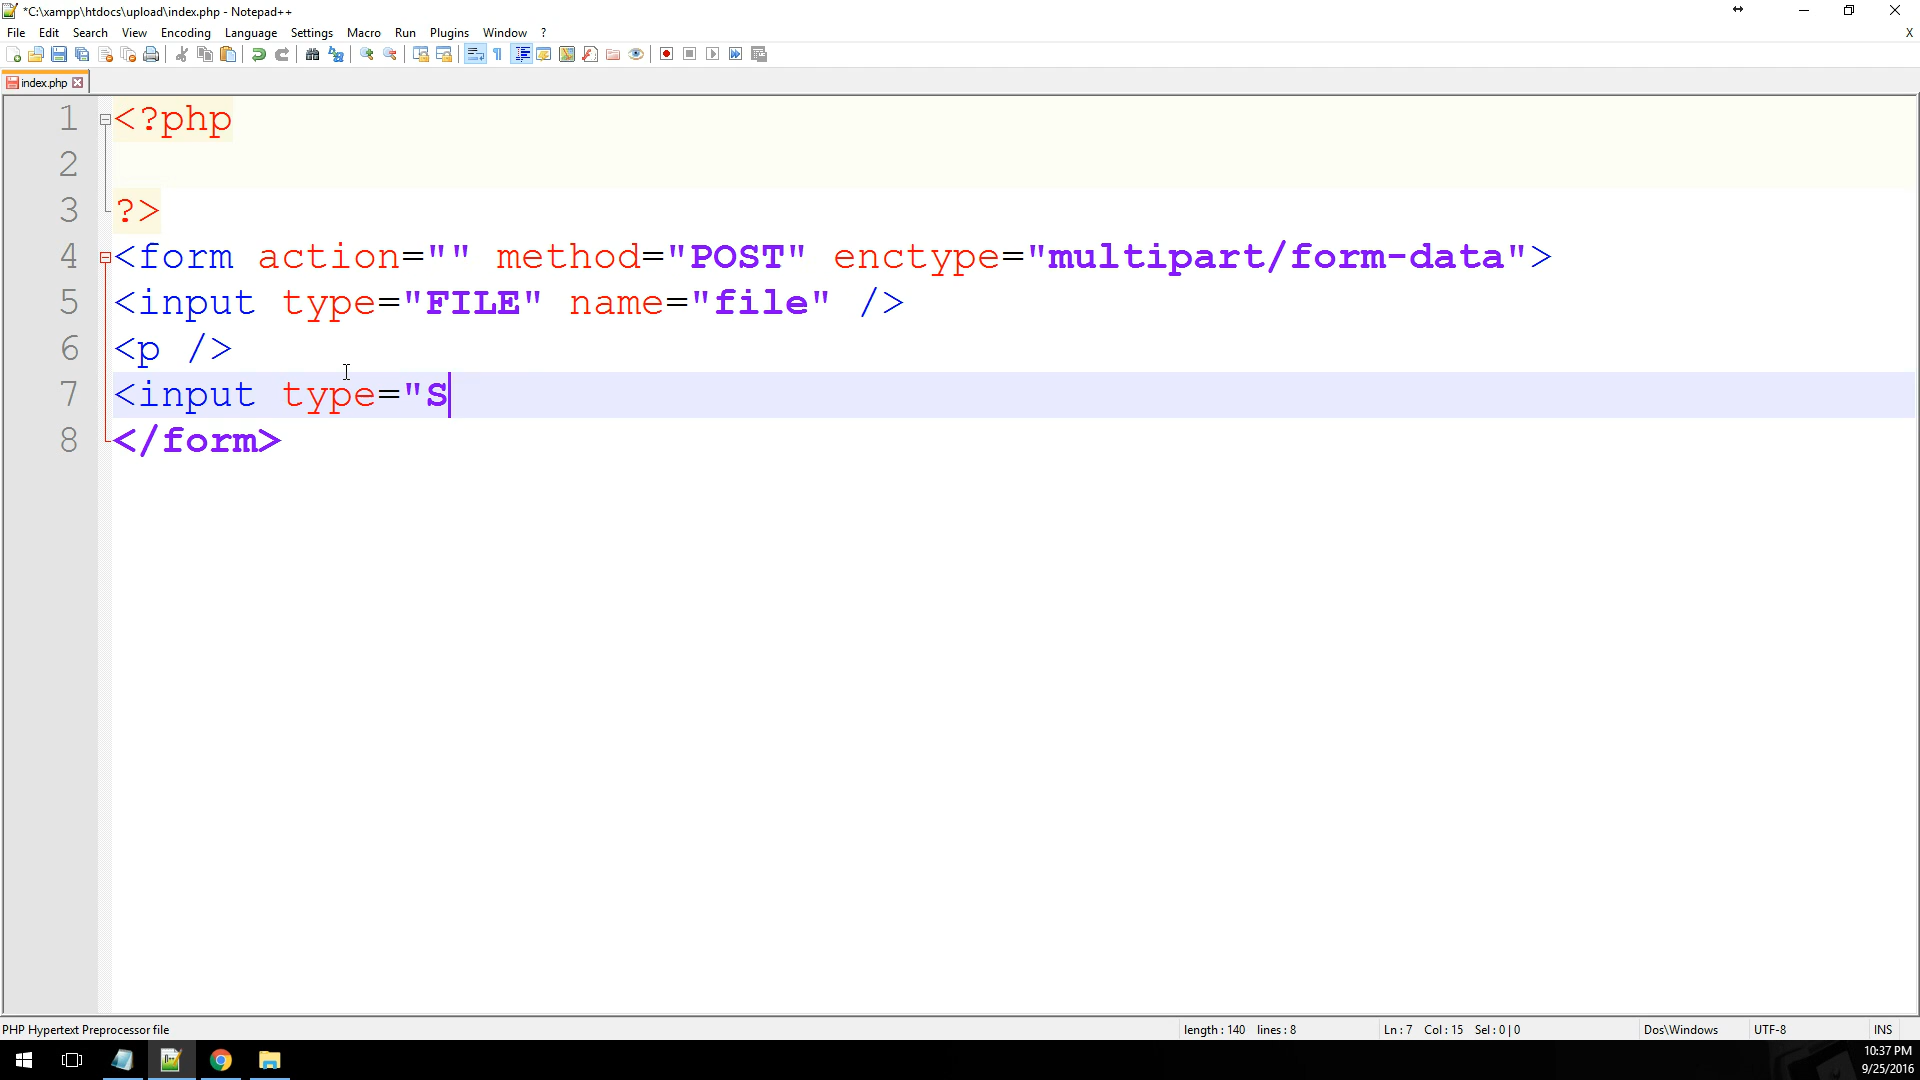 *C:\xampp\htdocs\upload\index.php - Notepad++
File Edit Search View Encoding Language Settings Macro Run Plugins Window ? X
index.php
1 <?php
2
3 ?>
4 <form action="" method="POST" enctype="multipart/form-data">
5 <input type="FILE" name="file" />
6 <p />
7 <input type="S
8 </form>
PHP Hypertext Preprocessor file length : 140 lines : 8 Ln : 7 Col : 15 Sel : 0 | 0 Dos\Windows UTF-8 INS
10:37 PM
9/25/2016